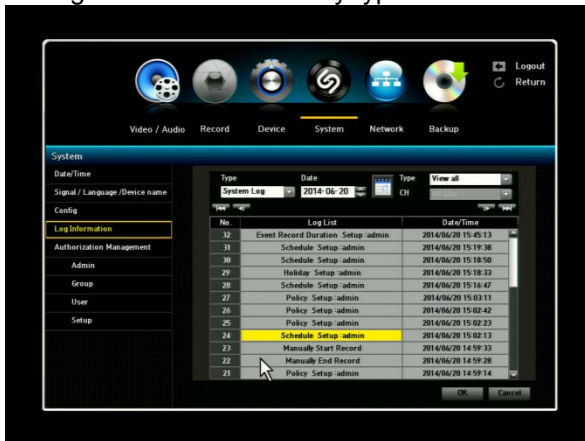 Logout
Return
Video / Audio Record Device System Network Backup
System
Date/Time
Signal / Language /Device name
Config
Log Information
Authorization Management
Admin
Group
User
Setup
Type Date Type View all
System Log 2014-06-20 CH
No. Log List Date/Time
32 Event Record Duration Setup :admin 2014/06/20 15:45:13
31 Schedule Setup :admin 2014/06/20 15:19:38
30 Schedule Setup :admin 2014/06/20 15:18:50
29 Holiday Setup :admin 2014/06/20 15:18:33
28 Schedule Setup :admin 2014/06/20 15:16:47
27 Policy Setup :admin 2014/06/20 15:03:11
26 Policy Setup :admin 2014/06/20 15:02:42
25 Policy Setup :admin 2014/06/20 15:02:23
24 Schedule Setup :admin 2014/06/20 15:02:13
23 Manually Start Record 2014/06/20 14:59:33
22 Manually End Record 2014/06/20 14:59:28
21 Policy Setup :admin 2014/06/20 14:59:14
OK Cancel